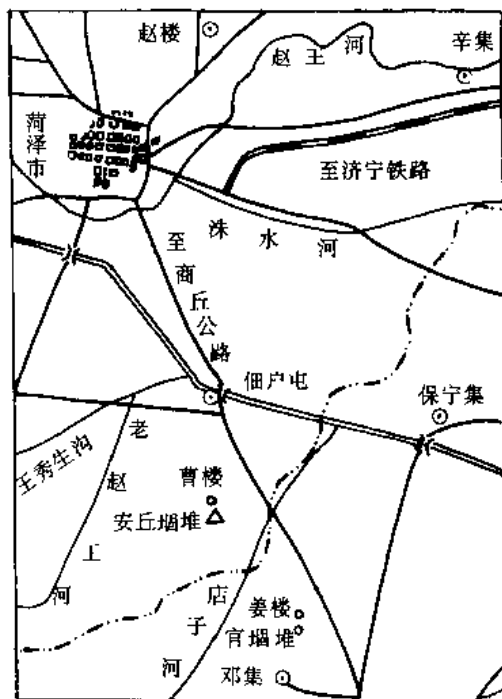 赵楼
赵王河
辛集
菏泽市
至济宁铁路
洙水河
至商丘公路
佃户屯
保宁集
王秀生沟
老赵王河
曹楼
安丘堌堆
店子河
姜楼
官堌堆
邓集